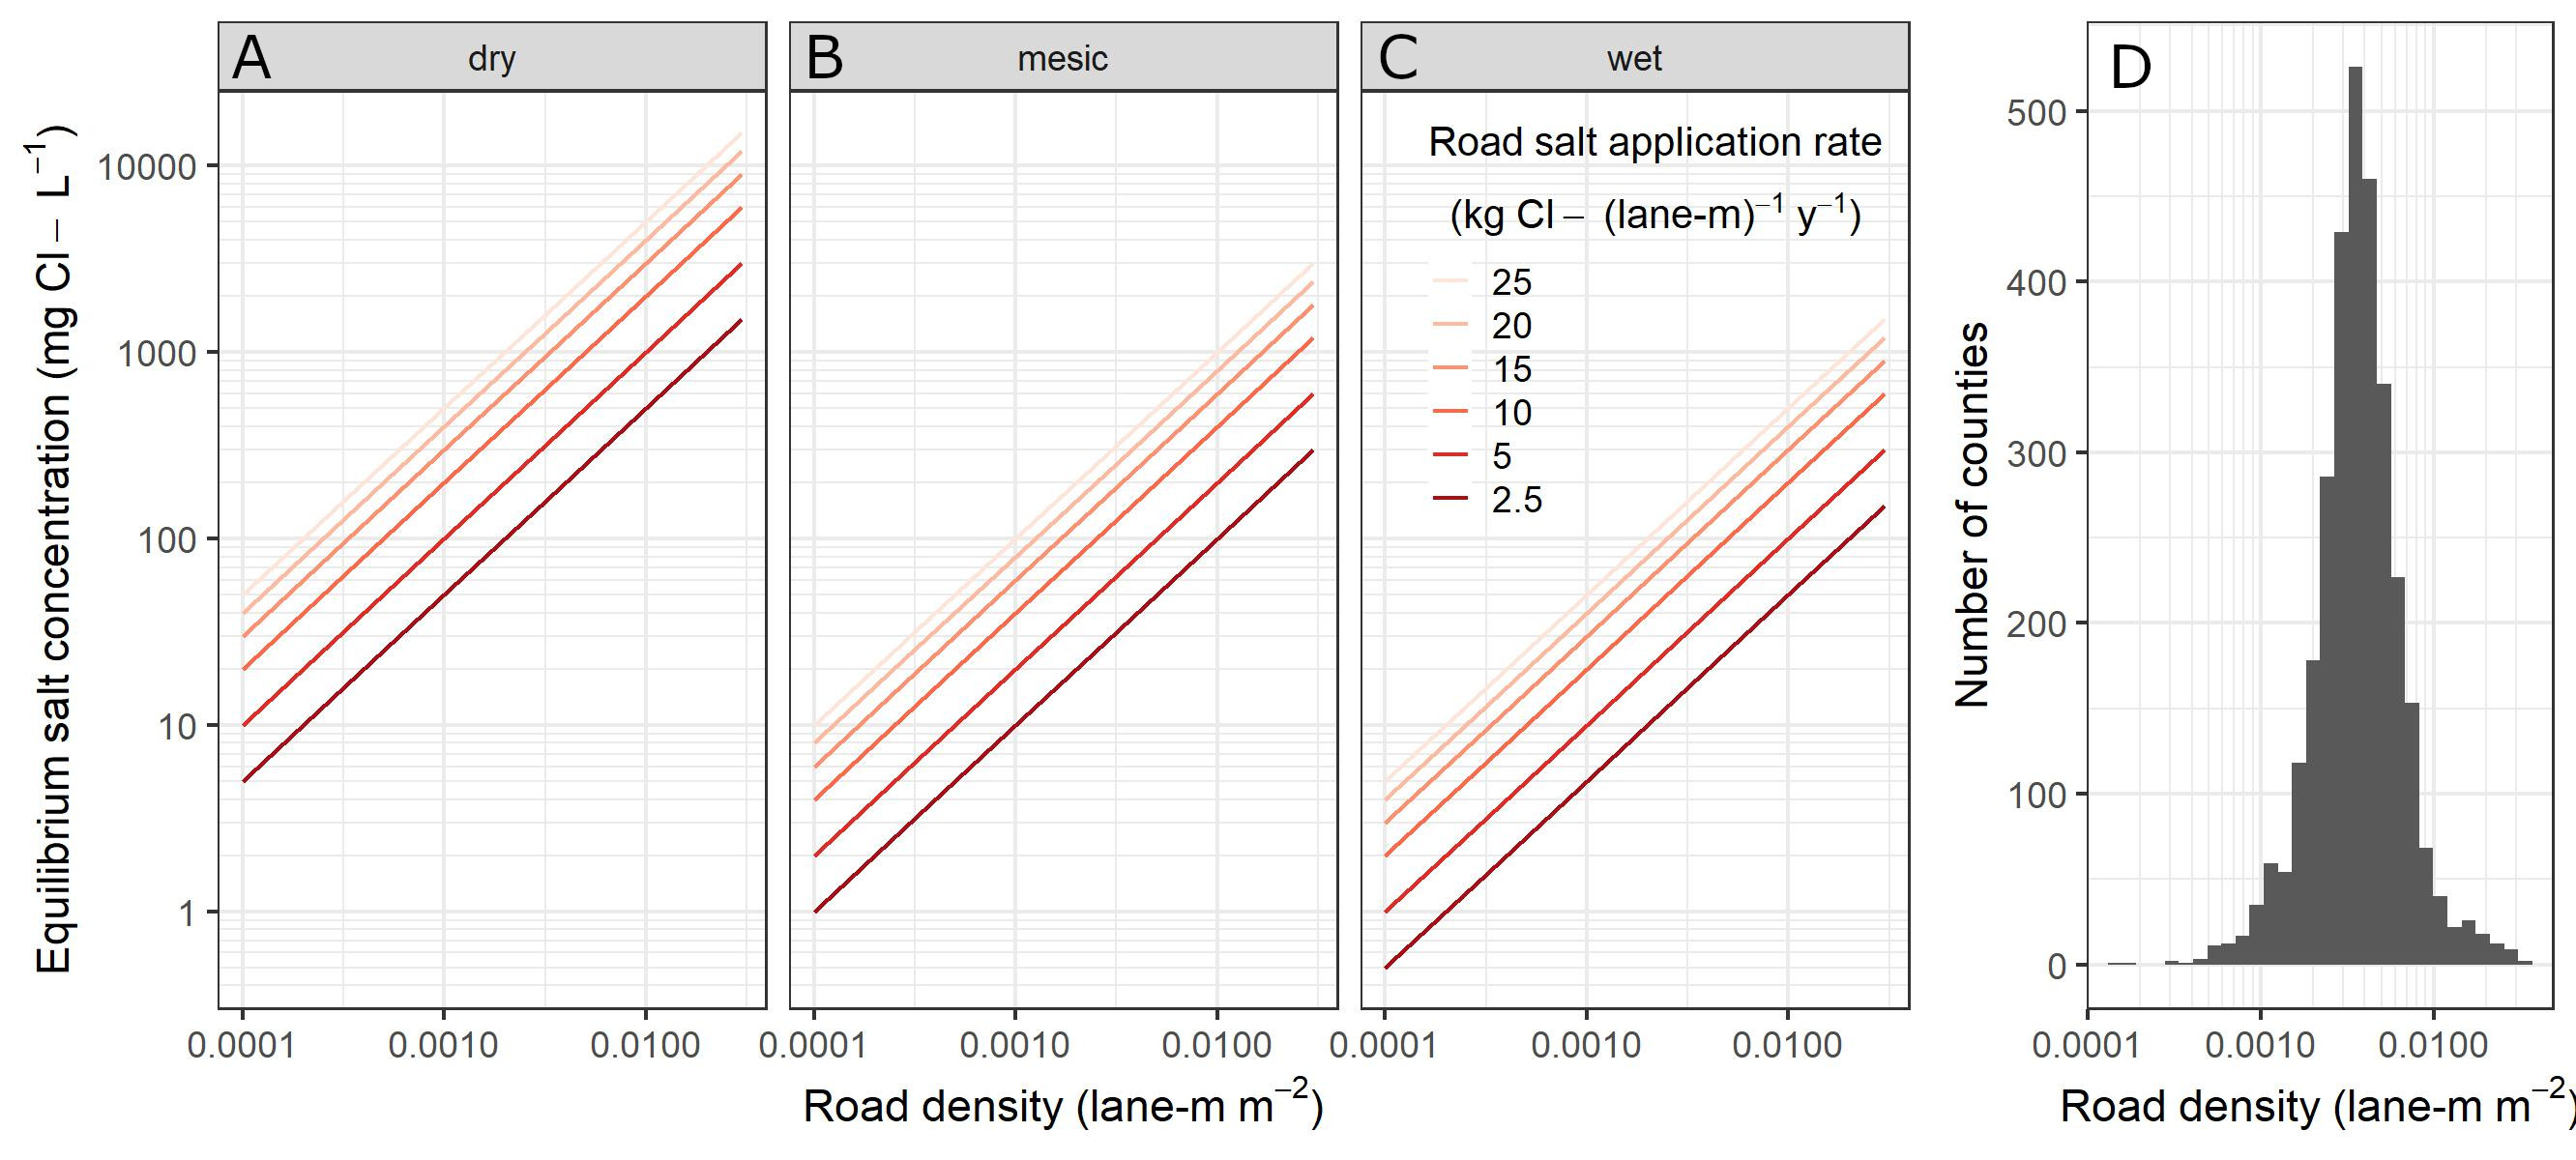 A dry
B mesic
C wet
D
Equilibrium salt concentration (mg Cl− L⁻¹)
10000
1000
100
10
1
Road salt application rate
(kg Cl− (lane-m)⁻¹ y⁻¹)
25
20
15
10
5
2.5
0.0001 0.0010 0.0100 0.0001 0.0010 0.0100 0.0001 0.0010 0.0100
Road density (lane-m m⁻²)
Number of counties
500
400
300
200
100
0
0.0001 0.0010 0.0100
Road density (lane-m m⁻²)